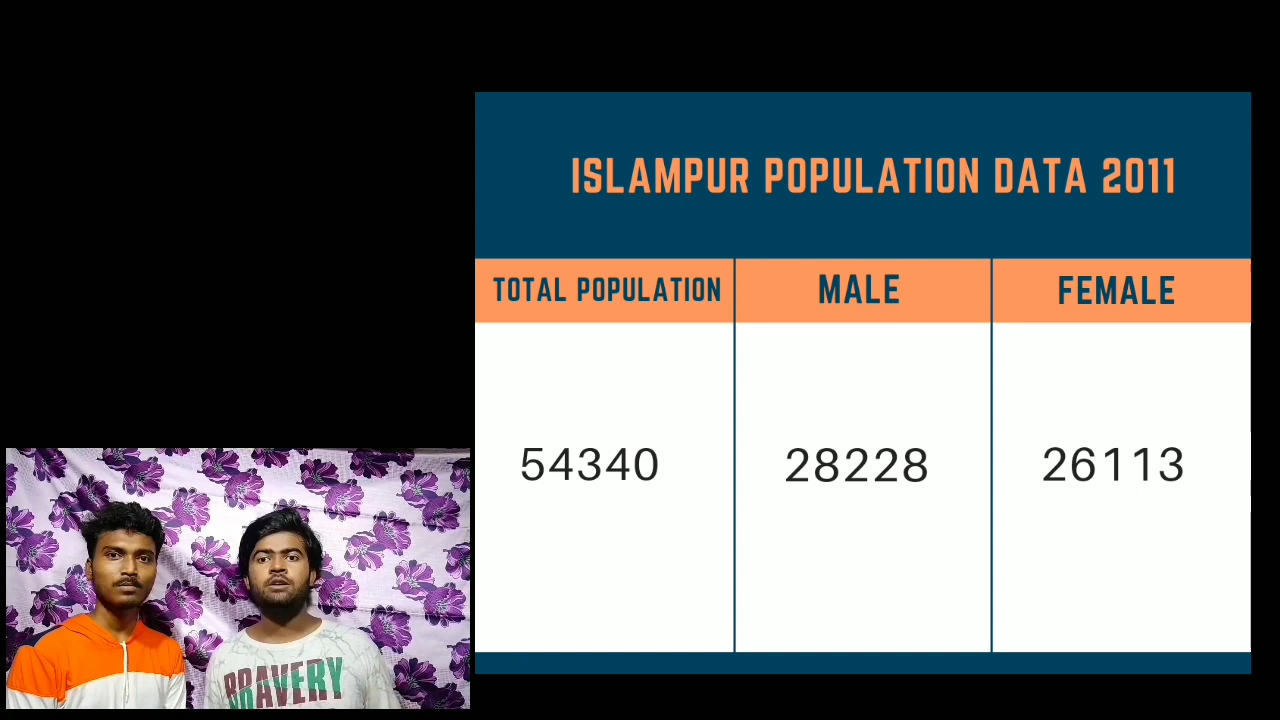 ISLAMPUR POPULATION DATA 2011
TOTAL POPULATION MALE FEMALE
54340 28228 26113
BRAVERY